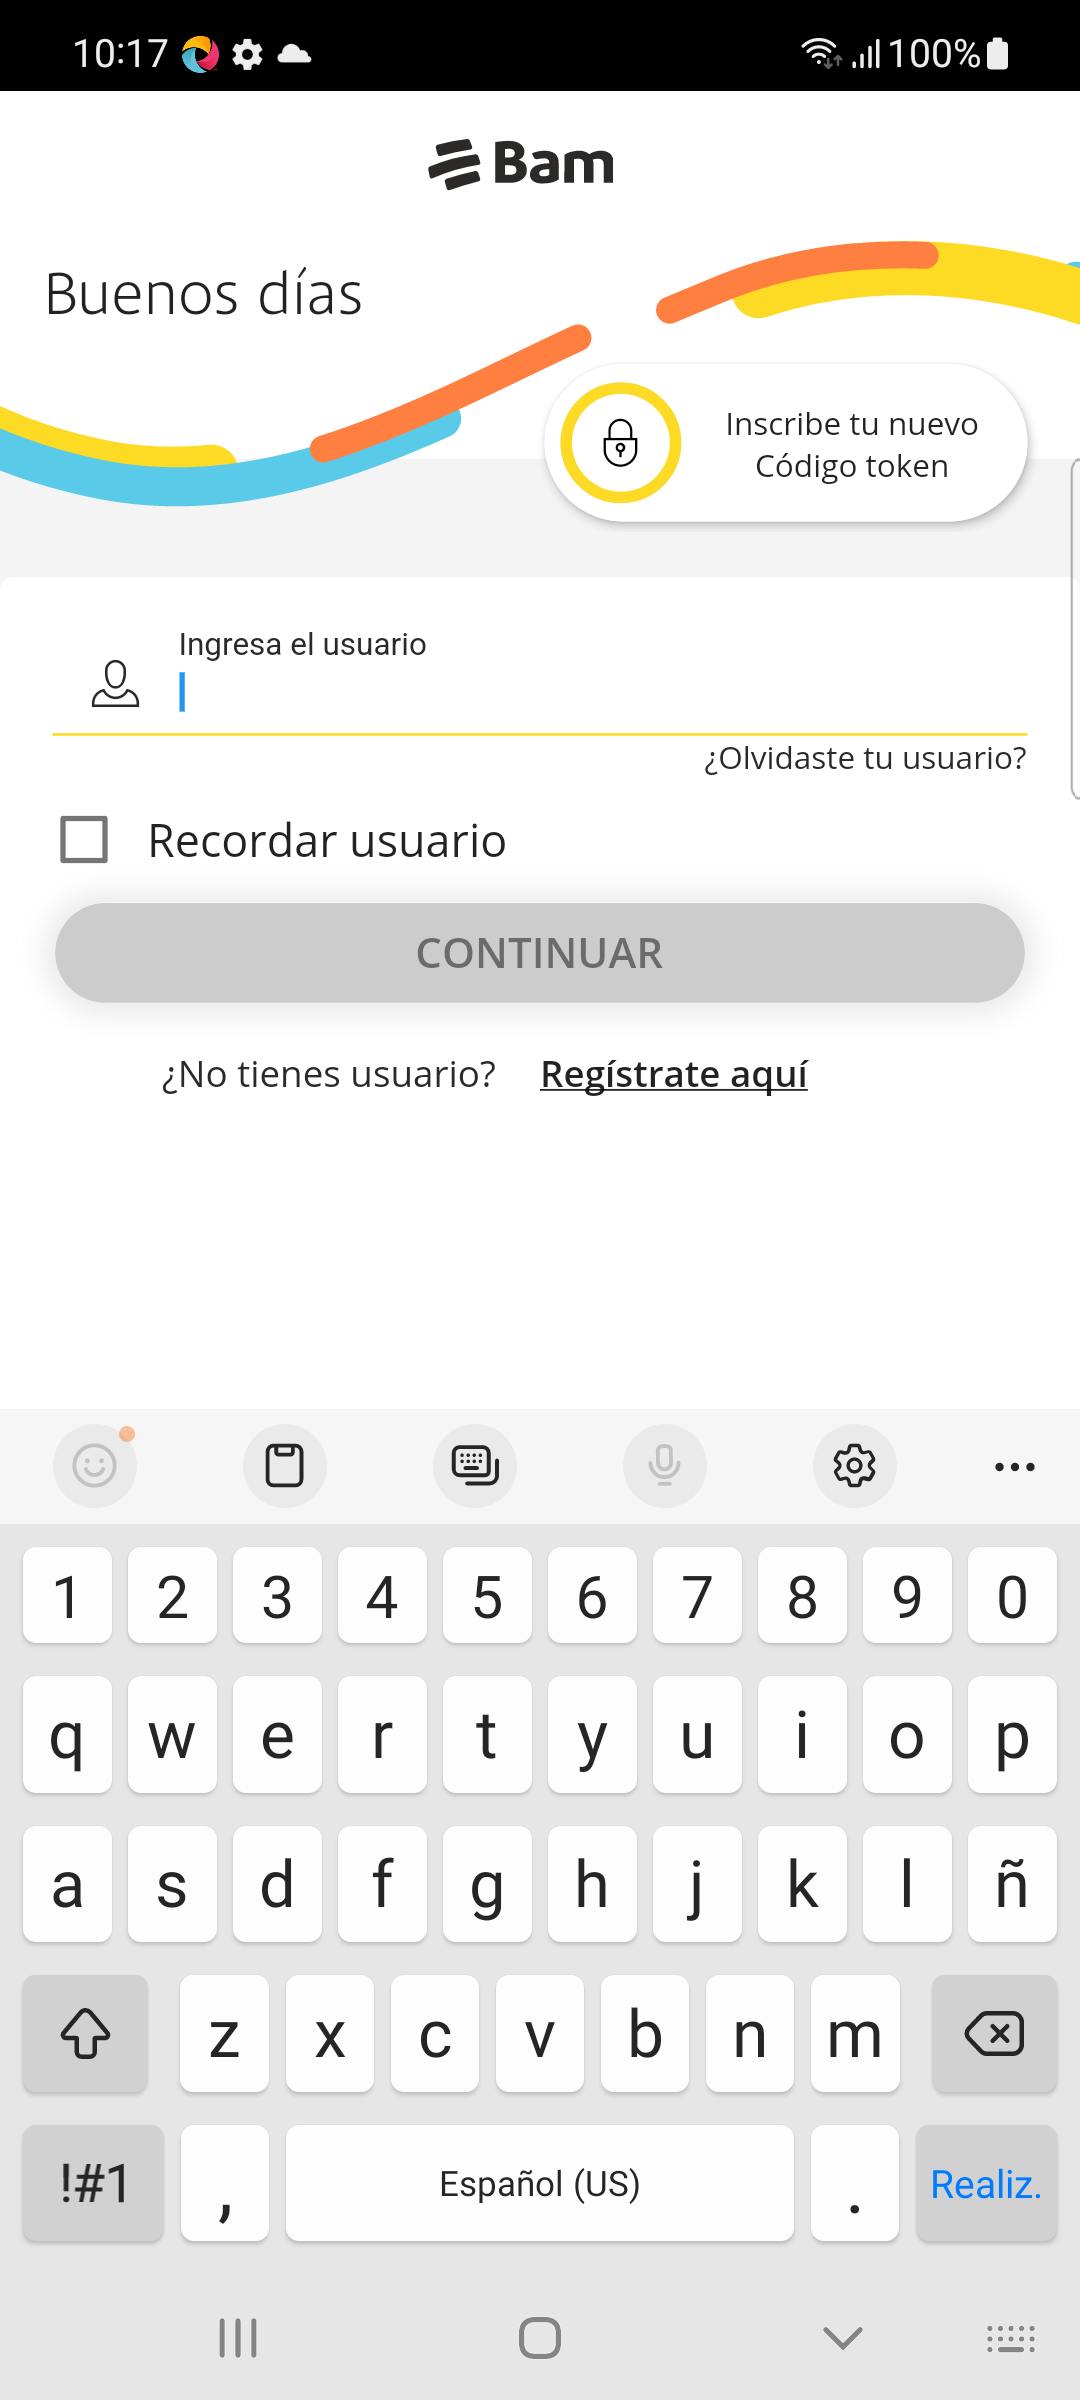 10:17
100%
Bam
Buenos días
Inscribe tu nuevo
Código token
Ingresa el usuario
¿Olvidaste tu usuario?
Recordar usuario
CONTINUAR
¿No tienes usuario? Regístrate aquí
1 2 3 4 5 6 7 8 9 0
q w e r t y u i o p
a s d f g h j k l ñ
z x c v b n m
!#1 , Español (US) . Realiz.